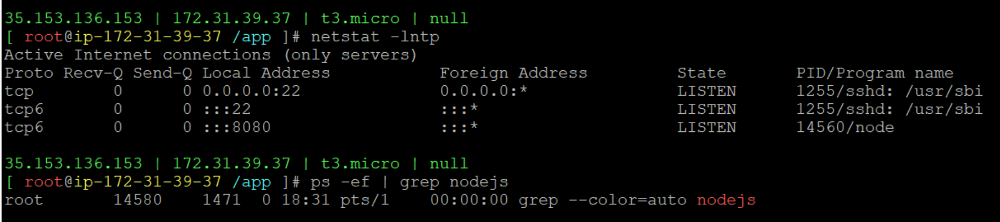 35.153.136.153 | 172.31.39.37 | t3.micro | null
[ root@ip-172-31-39-37 /app ]# netstat -lntp
Active Internet connections (only servers)
Proto Recv-Q Send-Q Local Address           Foreign Address         State       PID/Program name
tcp        0      0 0.0.0.0:22              0.0.0.0:*               LISTEN      1255/sshd: /usr/sbi
tcp6       0      0 :::22                   :::*                    LISTEN      1255/sshd: /usr/sbi
tcp6       0      0 :::8080                 :::*                    LISTEN      14560/node
35.153.136.153 | 172.31.39.37 | t3.micro | null
[ root@ip-172-31-39-37 /app ]# ps -ef | grep nodejs
root       14580    1471  0 18:31 pts/1    00:00:00 grep --color=auto nodejs